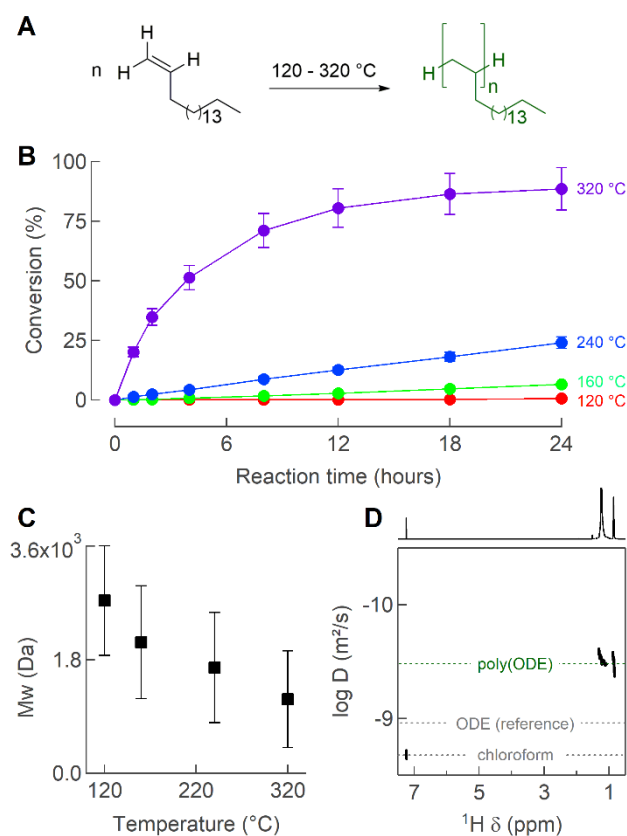 A
n
H
H
H
( )13
120 - 320 °C
H
H
n
( )13
B
Conversion (%)
100
75
50
25
0
320 °C
240 °C
160 °C
120 °C
0 6 12 18 24
Reaction time (hours)
C
Mw (Da)
3.6x10³
1.8
0.0
120 220 320
Temperature (°C)
D
log D (m²/s)
-10
-9
poly(ODE)
ODE (reference)
chloroform
7 5 3 1
¹H δ (ppm)